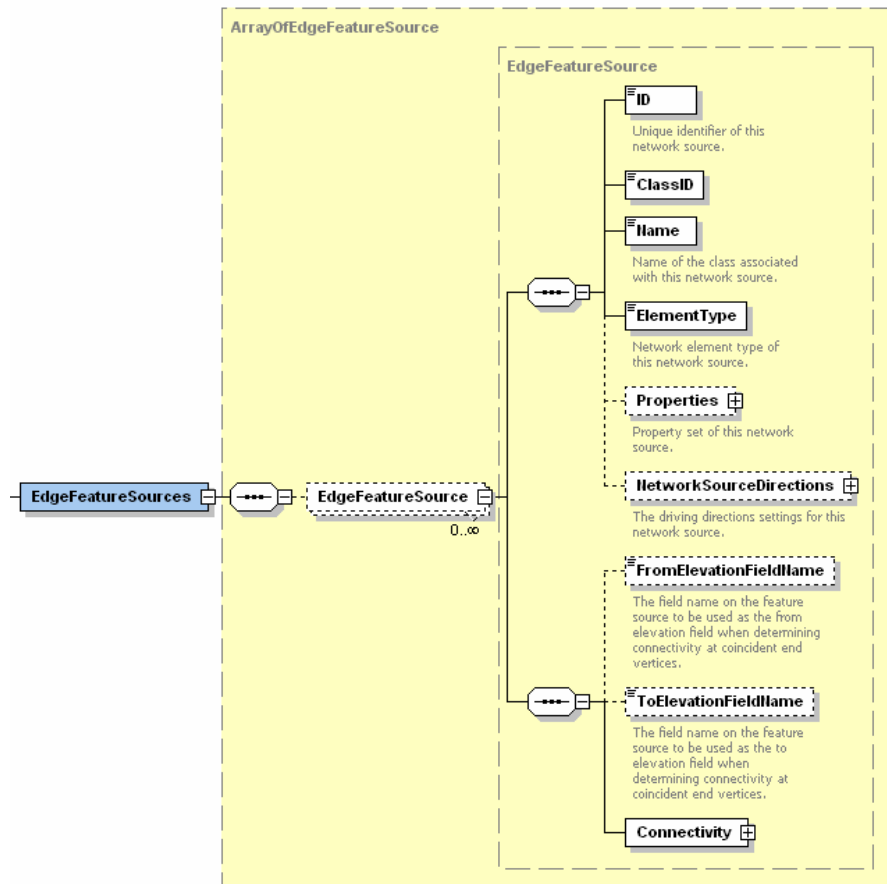 ArrayOfEdgeFeatureSource
EdgeFeatureSource
ID
Unique identifier of this
network source.
ClassID
Name
Name of the class associated
with this network source.
ElementType
Network element type of
this network source.
Properties
Property set of this network
source.
EdgeFeatureSources
EdgeFeatureSource
0..∞
NetworkSourceDirections
The driving directions settings for this
network source.
FromElevationFieldName
The field name on the feature
source to be used as the from
elevation field when determining
connectivity at coincident end
vertices.
ToElevationFieldName
The field name on the feature
source to be used as the to
elevation field when
determining connectivity at
coincident end vertices.
Connectivity